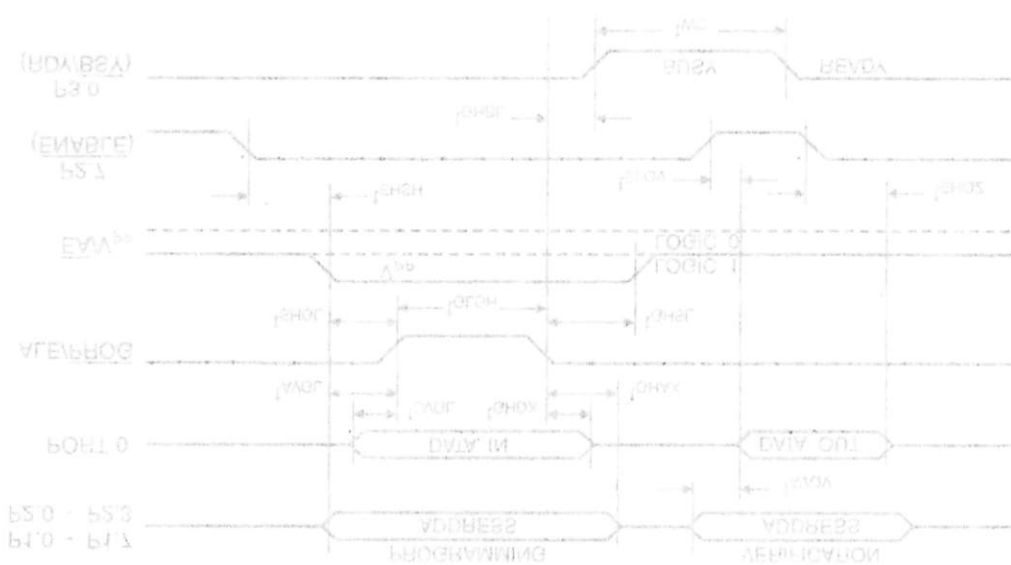 PROGRAMMING
VERIFICATION
P1.0 - P1.7
P2.0 - P2.3
ADDRESS
ADDRESS
tAVQV
PORT 0
DATA IN
DATA OUT
tDVGL
tGHDX
tAVGL
tGHAX
ALE/PROG
tSHGL
tGLGH
tGHSL
VPP
LOGIC 1
LOGIC 0
EA/VPP
tEHSH
tELQV
tEHQZ
P2.7
(ENABLE)
tGHBL
P3.0
(RDY/BSY)
BUSY
READY
tWC